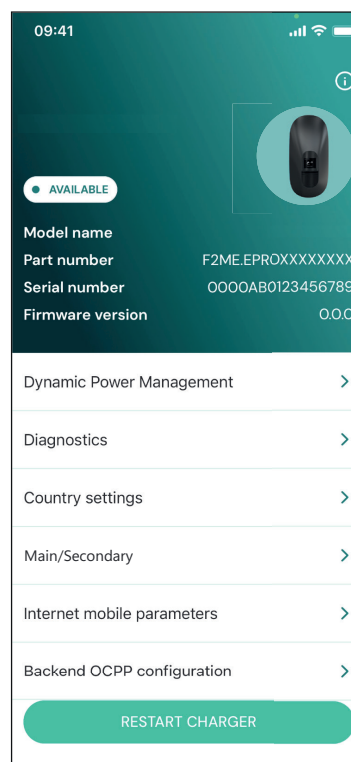 09:41
AVAILABLE
Model name
Part number F2ME.EPROXXXXXXXX
Serial number 0000AB0123456789
Firmware version 0.0.0
Dynamic Power Management
Diagnostics
Country settings
Main/Secondary
Internet mobile parameters
Backend OCPP configuration
RESTART CHARGER